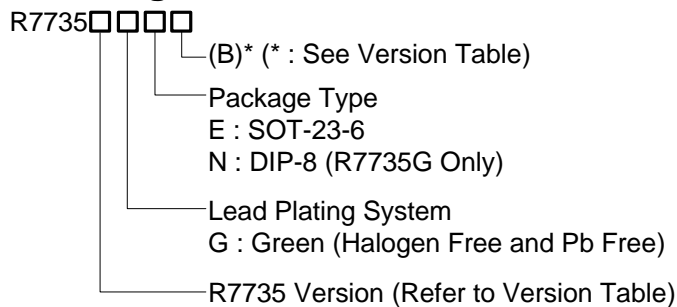 R7735□□□□
(B)* (* : See Version Table)
Package Type
E : SOT-23-6
N : DIP-8 (R7735G Only)
Lead Plating System
G : Green (Halogen Free and Pb Free)
R7735 Version (Refer to Version Table)